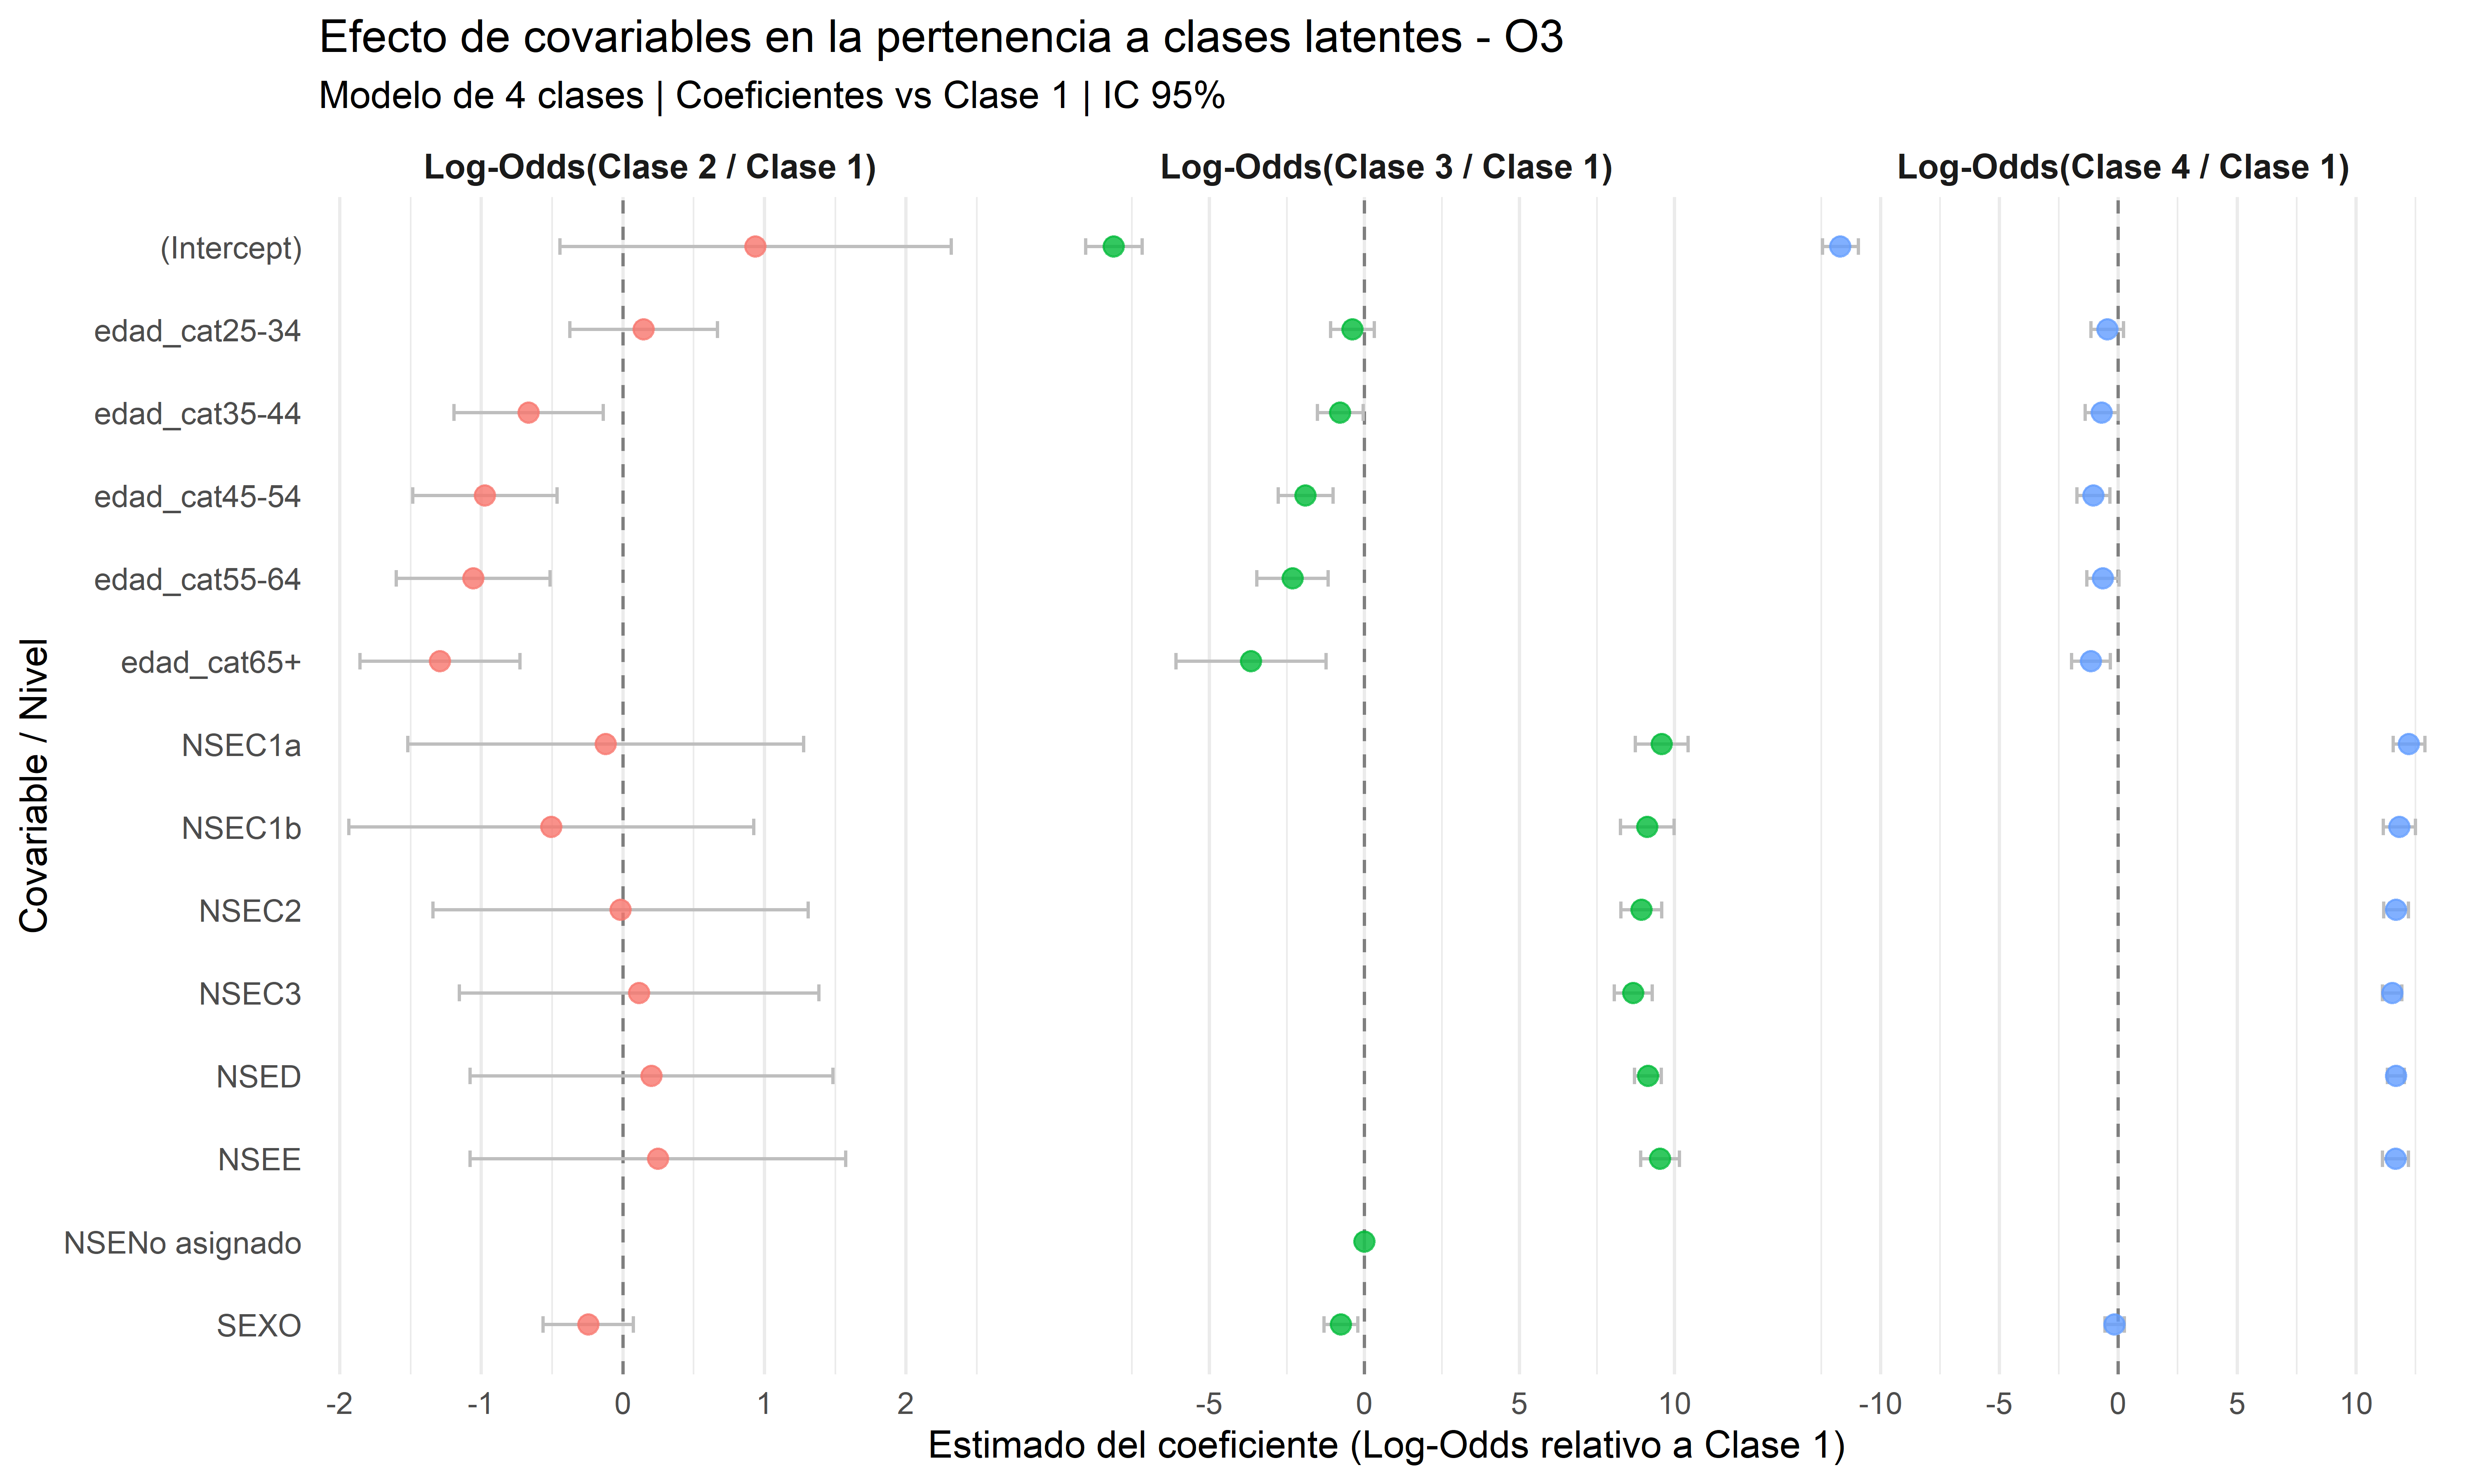 Efecto de covariables en la pertenencia a clases latentes - O3
Modelo de 4 clases | Coeficientes vs Clase 1 | IC 95%
Log-Odds(Clase 2 / Clase 1)
Log-Odds(Clase 3 / Clase 1)
Log-Odds(Clase 4 / Clase 1)
Covariable / Nivel
(Intercept)
edad_cat25-34
edad_cat35-44
edad_cat45-54
edad_cat55-64
edad_cat65+
NSEC1a
NSEC1b
NSEC2
NSEC3
NSED
NSEE
NSENo asignado
SEXO
-2 -1 0 1 2
-5 0 5 10
-10 -5 0 5 10
Estimado del coeficiente (Log-Odds relativo a Clase 1)